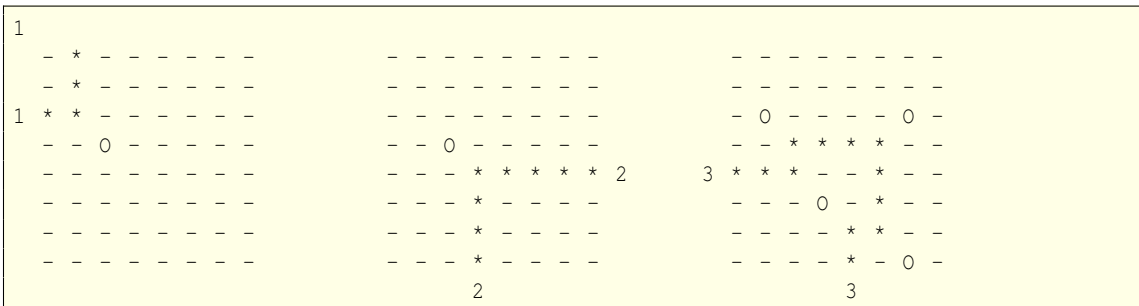 1
  - * - - - - - -         - - - - - - - -         - - - - - - - -
  - * - - - - - -         - - - - - - - -         - - - - - - - -
1 * * - - - - - -         - - - - - - - -         - O - - - - O -
  - - O - - - - -         - - O - - - - -         - - * * * * - -
  - - - - - - - -         - - - * * * * * 2     3 * * * - - * - -
  - - - - - - - -         - - - * - - - -         - - - O - * - -
  - - - - - - - -         - - - * - - - -         - - - - * * - -
  - - - - - - - -         - - - * - - - -         - - - - * - O -
                                2                         3